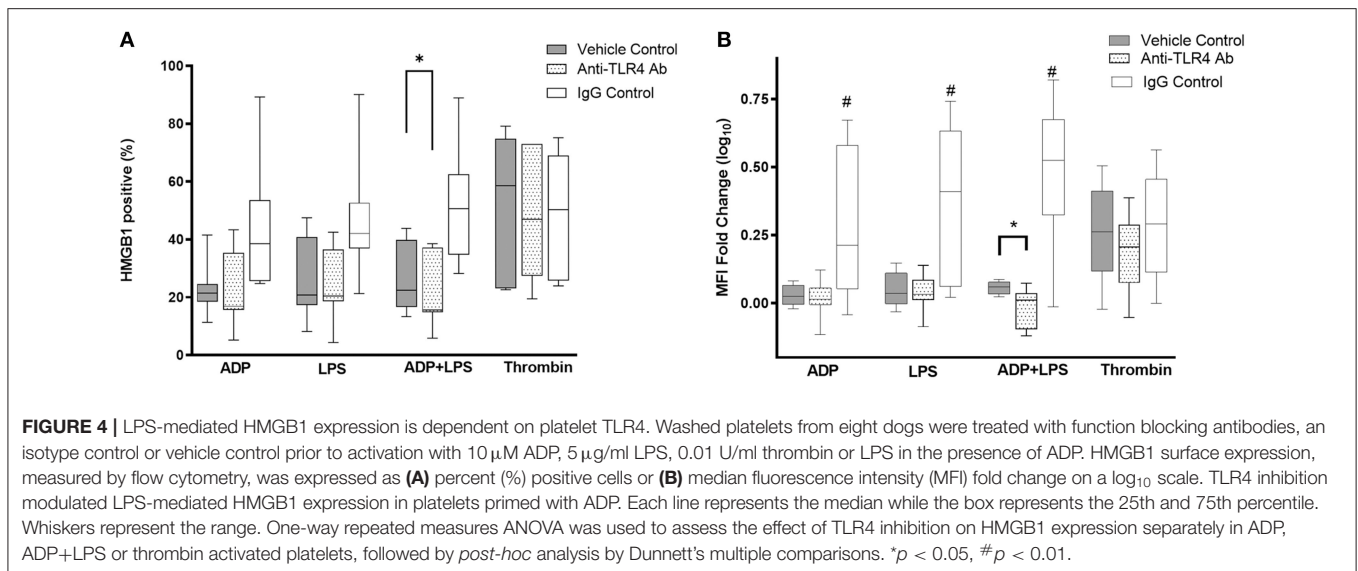 A
Vehicle Control
Anti-TLR4 Ab
IgG Control
*
HMGB1 positive (%)
100
80
60
40
20
0
ADP
LPS
ADP+LPS
Thrombin
B
Vehicle Control
Anti-TLR4 Ab
IgG Control
#
#
#
*
MFI Fold Change (log10)
0.75
0.50
0.25
0.00
ADP
LPS
ADP+LPS
Thrombin
FIGURE 4 | LPS-mediated HMGB1 expression is dependent on platelet TLR4. Washed platelets from eight dogs were treated with function blocking antibodies, an
isotype control or vehicle control prior to activation with 10 µM ADP, 5 µg/ml LPS, 0.01 U/ml thrombin or LPS in the presence of ADP. HMGB1 surface expression,
measured by flow cytometry, was expressed as (A) percent (%) positive cells or (B) median fluorescence intensity (MFI) fold change on a log10 scale. TLR4 inhibition
modulated LPS-mediated HMGB1 expression in platelets primed with ADP. Each line represents the median while the box represents the 25th and 75th percentile.
Whiskers represent the range. One-way repeated measures ANOVA was used to assess the effect of TLR4 inhibition on HMGB1 expression separately in ADP,
ADP+LPS or thrombin activated platelets, followed by post-hoc analysis by Dunnett's multiple comparisons. *p < 0.05, #p < 0.01.